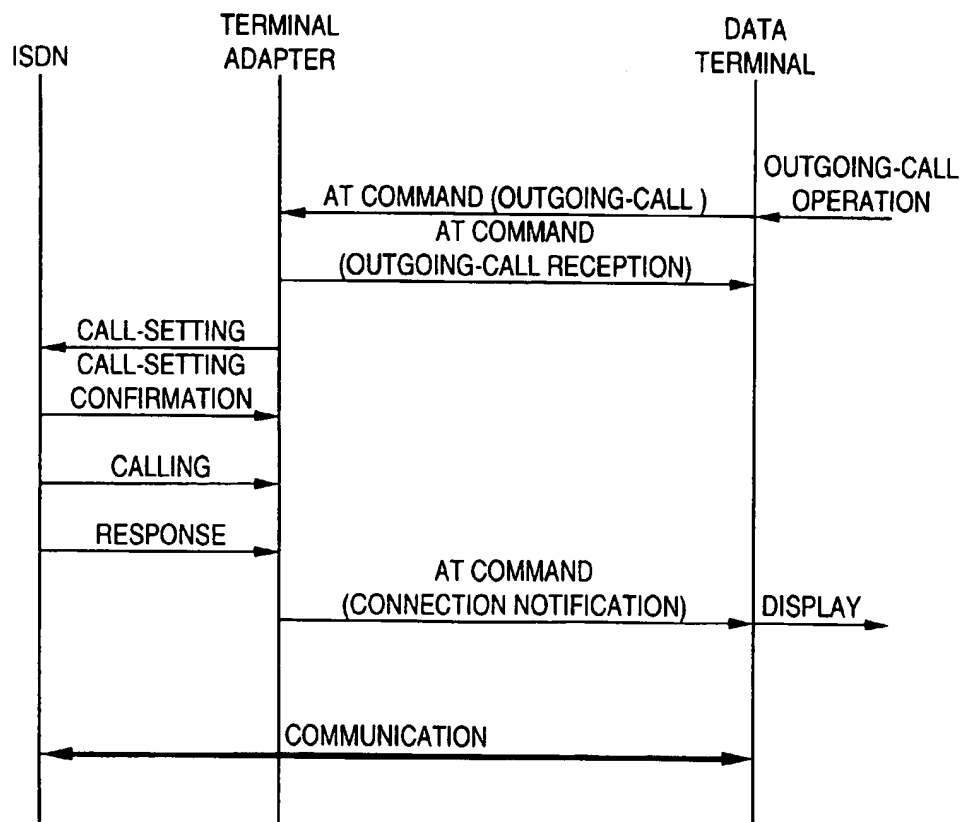 ISDN
TERMINAL
ADAPTER
DATA
TERMINAL
OUTGOING-CALL
OPERATION
AT COMMAND (OUTGOING-CALL )
AT COMMAND
(OUTGOING-CALL RECEPTION)
CALL-SETTING
CALL-SETTING
CONFIRMATION
CALLING
RESPONSE
AT COMMAND
(CONNECTION NOTIFICATION)
DISPLAY
COMMUNICATION